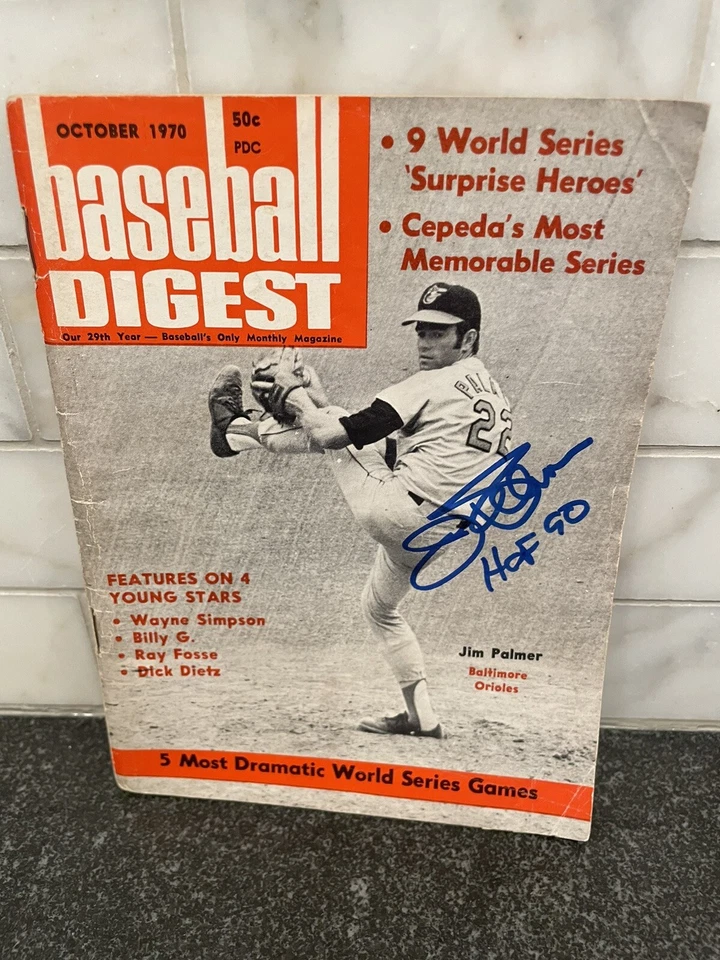 OCTOBER 1970
50c
PDC
baseball
DIGEST
Our 29th Year — Baseball's Only Monthly Magazine
• 9 World Series
'Surprise Heroes'
• Cepeda's Most
Memorable Series
PAL
22
HOF 90
FEATURES ON 4
YOUNG STARS
• Wayne Simpson
• Billy G.
• Ray Fosse
• Dick Dietz
Jim Palmer
Baltimore
Orioles
5 Most Dramatic World Series Games